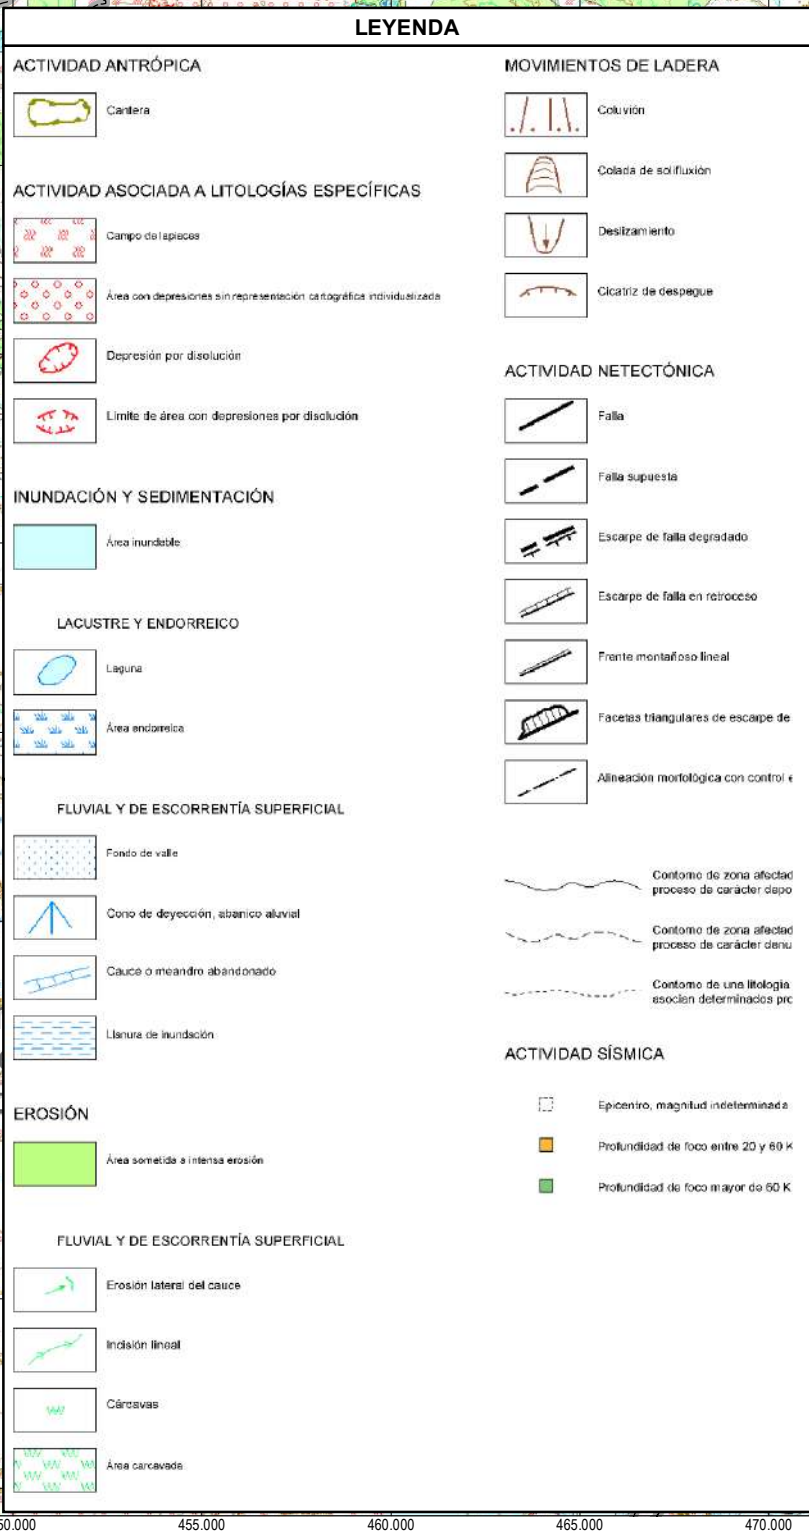 LEYENDA
ACTIVIDAD ANTRÓPICA
Cantera
ACTIVIDAD ASOCIADA A LITOLOGÍAS ESPECÍFICAS
Campo de lapiaces
Área con depresiones sin representación cartográfica individualizada
Depresión por disolución
Límite de área con depresiones por disolución
INUNDACIÓN Y SEDIMENTACIÓN
Área inundable
LACUSTRE Y ENDORREICO
Laguna
Área endorreica
FLUVIAL Y DE ESCORRENTÍA SUPERFICIAL
Fondo de valle
Cono de deyección, abanico aluvial
Cauce o meandro abandonado
Llanura de inundación
EROSIÓN
Área sometida a intensa erosión
FLUVIAL Y DE ESCORRENTÍA SUPERFICIAL
Erosión lateral del cauce
Incisión lineal
Cárcavas
Área carcavada
MOVIMIENTOS DE LADERA
Coluvión
Colada de solifluxión
Deslizamiento
Cicatriz de despegue
ACTIVIDAD NETECTÓNICA
Falla
Falla supuesta
Escarpe de falla degradado
Escarpe de falla en retroceso
Frente montañoso lineal
Facetas triangulares de escarpe de
Alineación morfológica con control e
Contorno de zona afectad
proceso de carácter depo
Contorno de zona afectad
proceso de carácter denu
Contorno de una litología
asocian determinados pro
ACTIVIDAD SÍSMICA
Epicentro, magnitud indeterminada
Profundidad de foco entre 20 y 60 K
Profundidad de foco mayor de 60 K
50.000 455.000 460.000 465.000 470.000